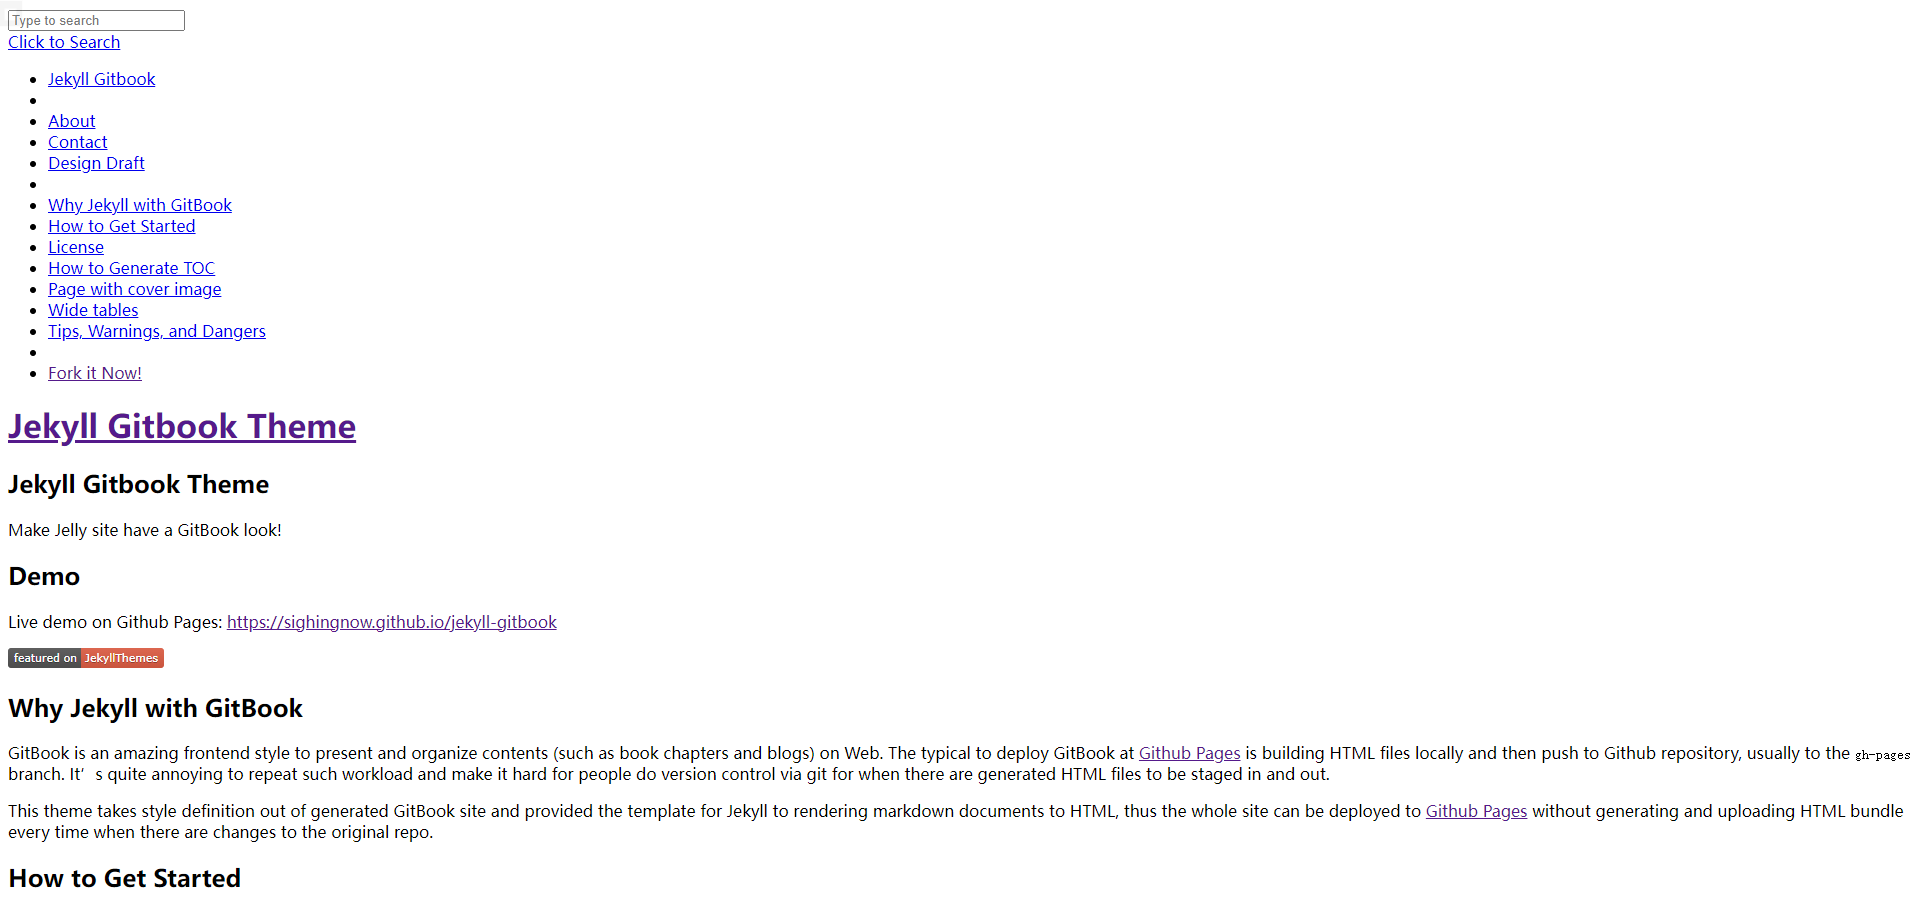 Type to search
Click to Search
Jekyll Gitbook
About
Contact
Design Draft
Why Jekyll with GitBook
How to Get Started
License
How to Generate TOC
Page with cover image
Wide tables
Tips, Warnings, and Dangers
Fork it Now!
Jekyll Gitbook Theme
Jekyll Gitbook Theme
Make Jelly site have a GitBook look!
Demo
Live demo on Github Pages: https://sighingnow.github.io/jekyll-gitbook
featured on JekyllThemes
Why Jekyll with GitBook
GitBook is an amazing frontend style to present and organize contents (such as book chapters and blogs) on Web. The typical to deploy GitBook at Github Pages is building HTML files locally and then push to Github repository, usually to the gh-pages
branch. It’s quite annoying to repeat such workload and make it hard for people do version control via git for when there are generated HTML files to be staged in and out.
This theme takes style definition out of generated GitBook site and provided the template for Jekyll to rendering markdown documents to HTML, thus the whole site can be deployed to Github Pages without generating and uploading HTML bundle
every time when there are changes to the original repo.
How to Get Started